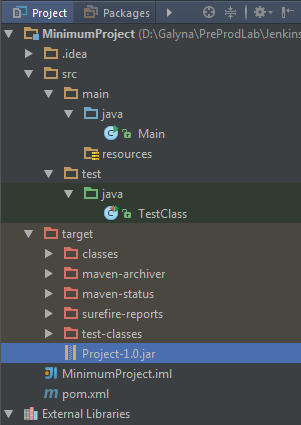 Project Packages
MinimumProject (D:\Galyna\PreProdLab\Jenkins
.idea
src
main
java
Main
resources
test
java
TestClass
target
classes
maven-archiver
maven-status
surefire-reports
test-classes
Project-1.0.jar
MinimumProject.iml
pom.xml
External Libraries